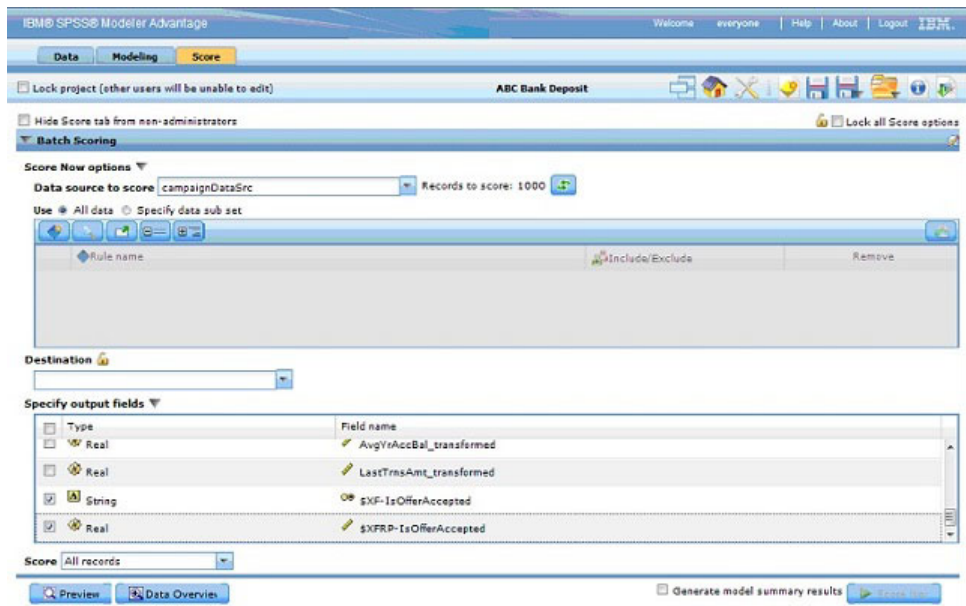 IBM® SPSS® Modeler Advantage
Welcome everyone | Help | About | Logout IBM.
Data Modeling Score
Lock project (other users will be unable to edit) ABC Bank Deposit
Hide Score tab from non-administrators Lock all Score options
Batch Scoring
Score Now options
Data source to score campaignDataSrc Records to score: 1000
Use All data Specify data sub set
Rule name Include/Exclude Remove
Destination
Specify output fields
Type Field name
Real AvgYrAccBal_transformed
Real LastTrnsAmt_transformed
String $XF-IsOfferAccepted
Real $XFRP-IsOfferAccepted
Score All records
Preview Data Overview Generate model summary results Score Now